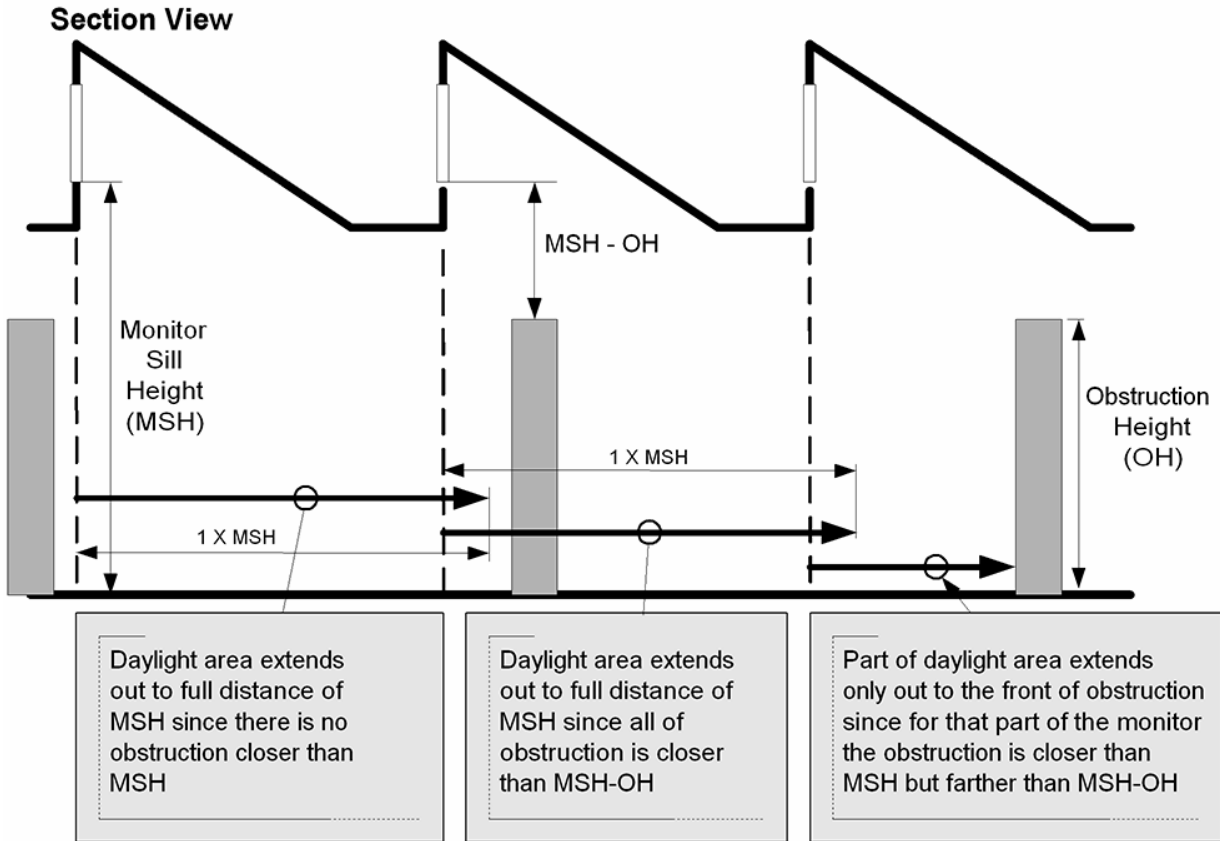 Section View
MSH - OH
Monitor
Sill
Height
(MSH)
Obstruction
Height
(OH)
1 X MSH
1 X MSH
Daylight area extends
out to full distance of
MSH since there is no
obstruction closer than
MSH
Daylight area extends
out to full distance of
MSH since all of
obstruction is closer
than MSH-OH
Part of daylight area extends
only out to the front of obstruction
since for that part of the monitor
the obstruction is closer than
MSH but farther than MSH-OH